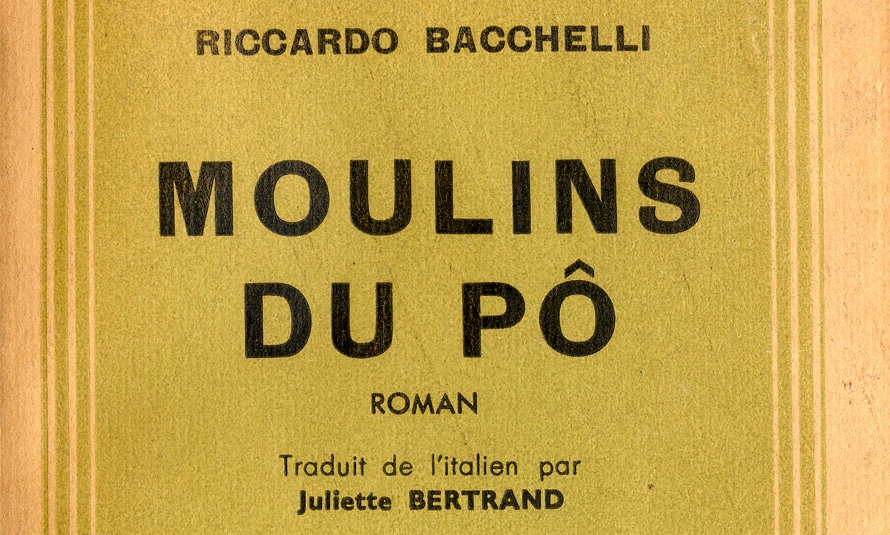 RICCARDO BACCHELLI
MOULINS
DU PÔ
ROMAN
Traduit de l'italien par
Juliette BERTRAND